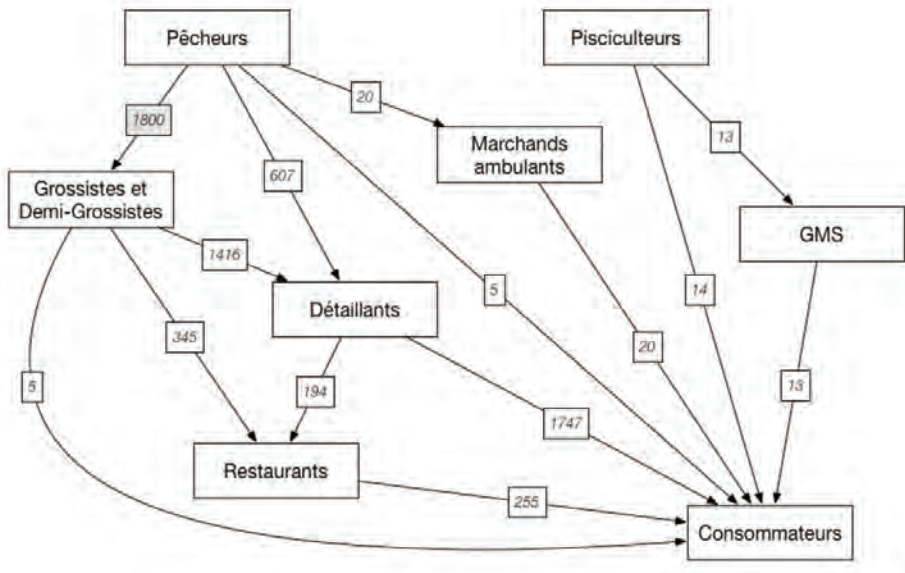 Pêcheurs
Pisciculteurs
20
1800
13
Marchands
ambulants
607
Grossistes et
Demi-Grossistes
GMS
1416
5
14
Détaillants
345
20
5
194
13
1747
Restaurants
255
Consommateurs